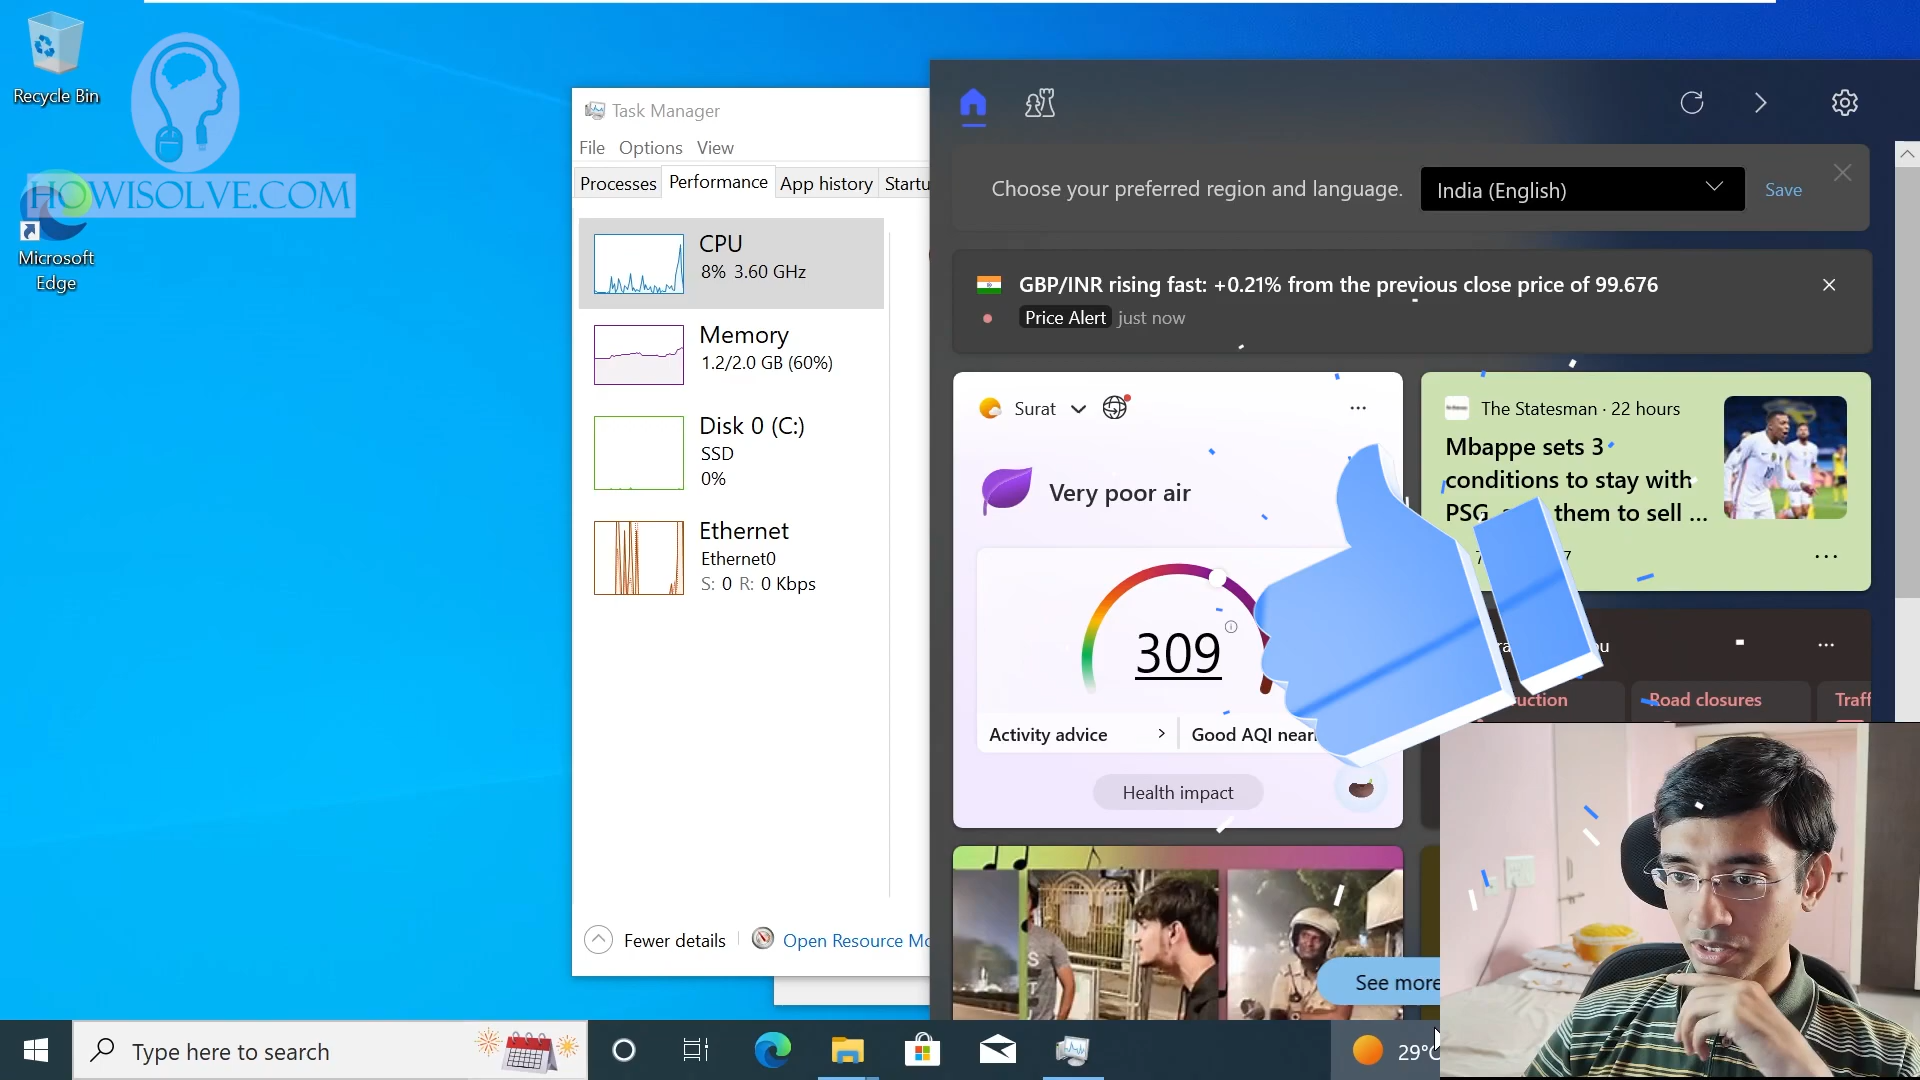 Recycle Bin
HOWISOLVE.COM
Microsoft
Edge
Task Manager
File Options View
Processes Performance App history Startu
CPU
8% 3.60 GHz
Memory
1.2/2.0 GB (60%)
Disk 0 (C:)
SSD
0%
Ethernet
Ethernet0
S: 0 R: 0 Kbps
Fewer details
Open Resource Mo
Choose your preferred region and language.
India (English)
Save
GBP/INR rising fast: +0.21% from the previous close price of 99.676
Price Alert just now
Surat
Very poor air
309
Activity advice
Good AQI near
Health impact
The Statesman · 22 hours
Mbappe sets 3
conditions to stay with
PSG, them to sell ...
Road closures
Traff
See more
Type here to search
29°C